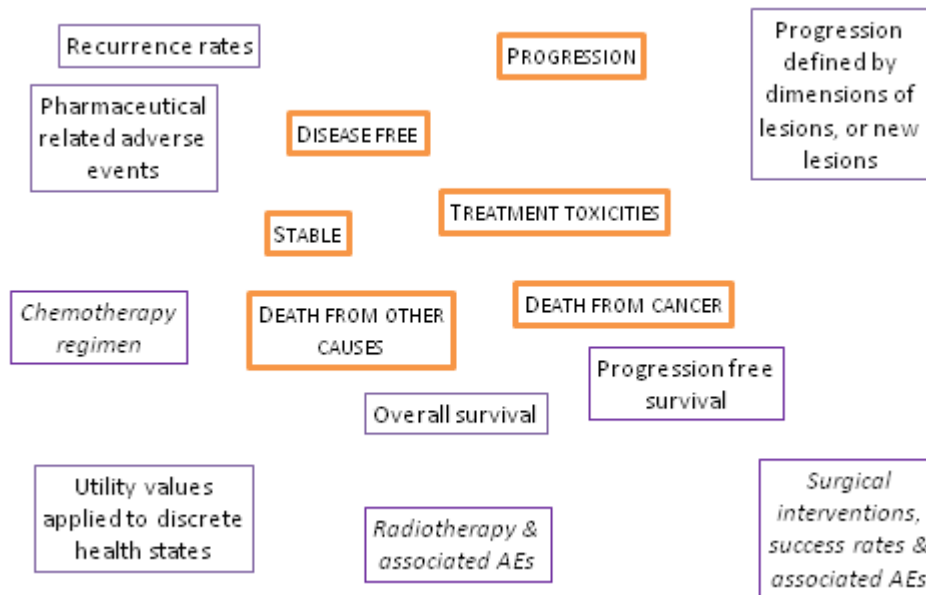 Recurrence rates
PROGRESSION
Progression
defined by
dimensions of
lesions, or new
lesions
Pharmaceutical
related adverse
events
DISEASE FREE
TREATMENT TOXICITIES
STABLE
Chemotherapy
regimen
DEATH FROM OTHER
CAUSES
DEATH FROM CANCER
Progression free
survival
Overall survival
Utility values
applied to discrete
health states
Radiotherapy &
associated AEs
Surgical
interventions,
success rates &
associated AEs